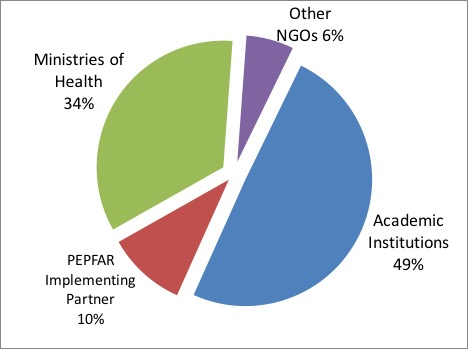 Other
NGOs 6%
Ministries of
Health
34%
Academic
Institutions
49%
PEPFAR
Implementing
Partner
10%